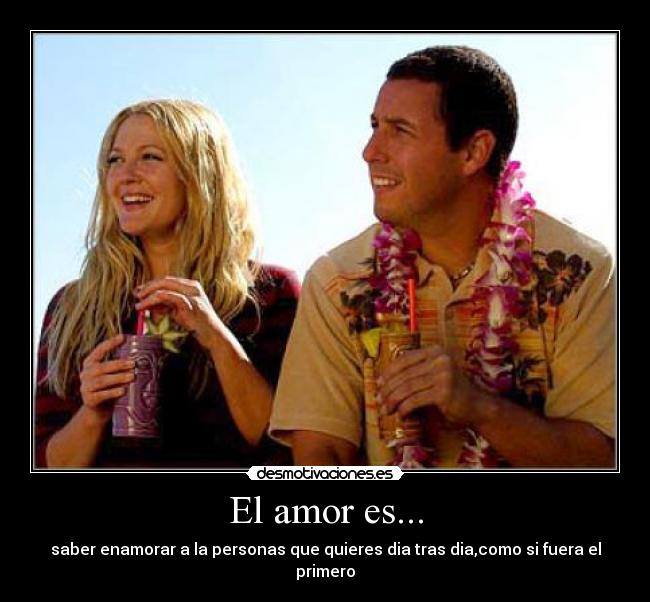 desmotivaciones.es
El amor es...
saber enamorar a la personas que quieres dia tras dia,como si fuera el
primero